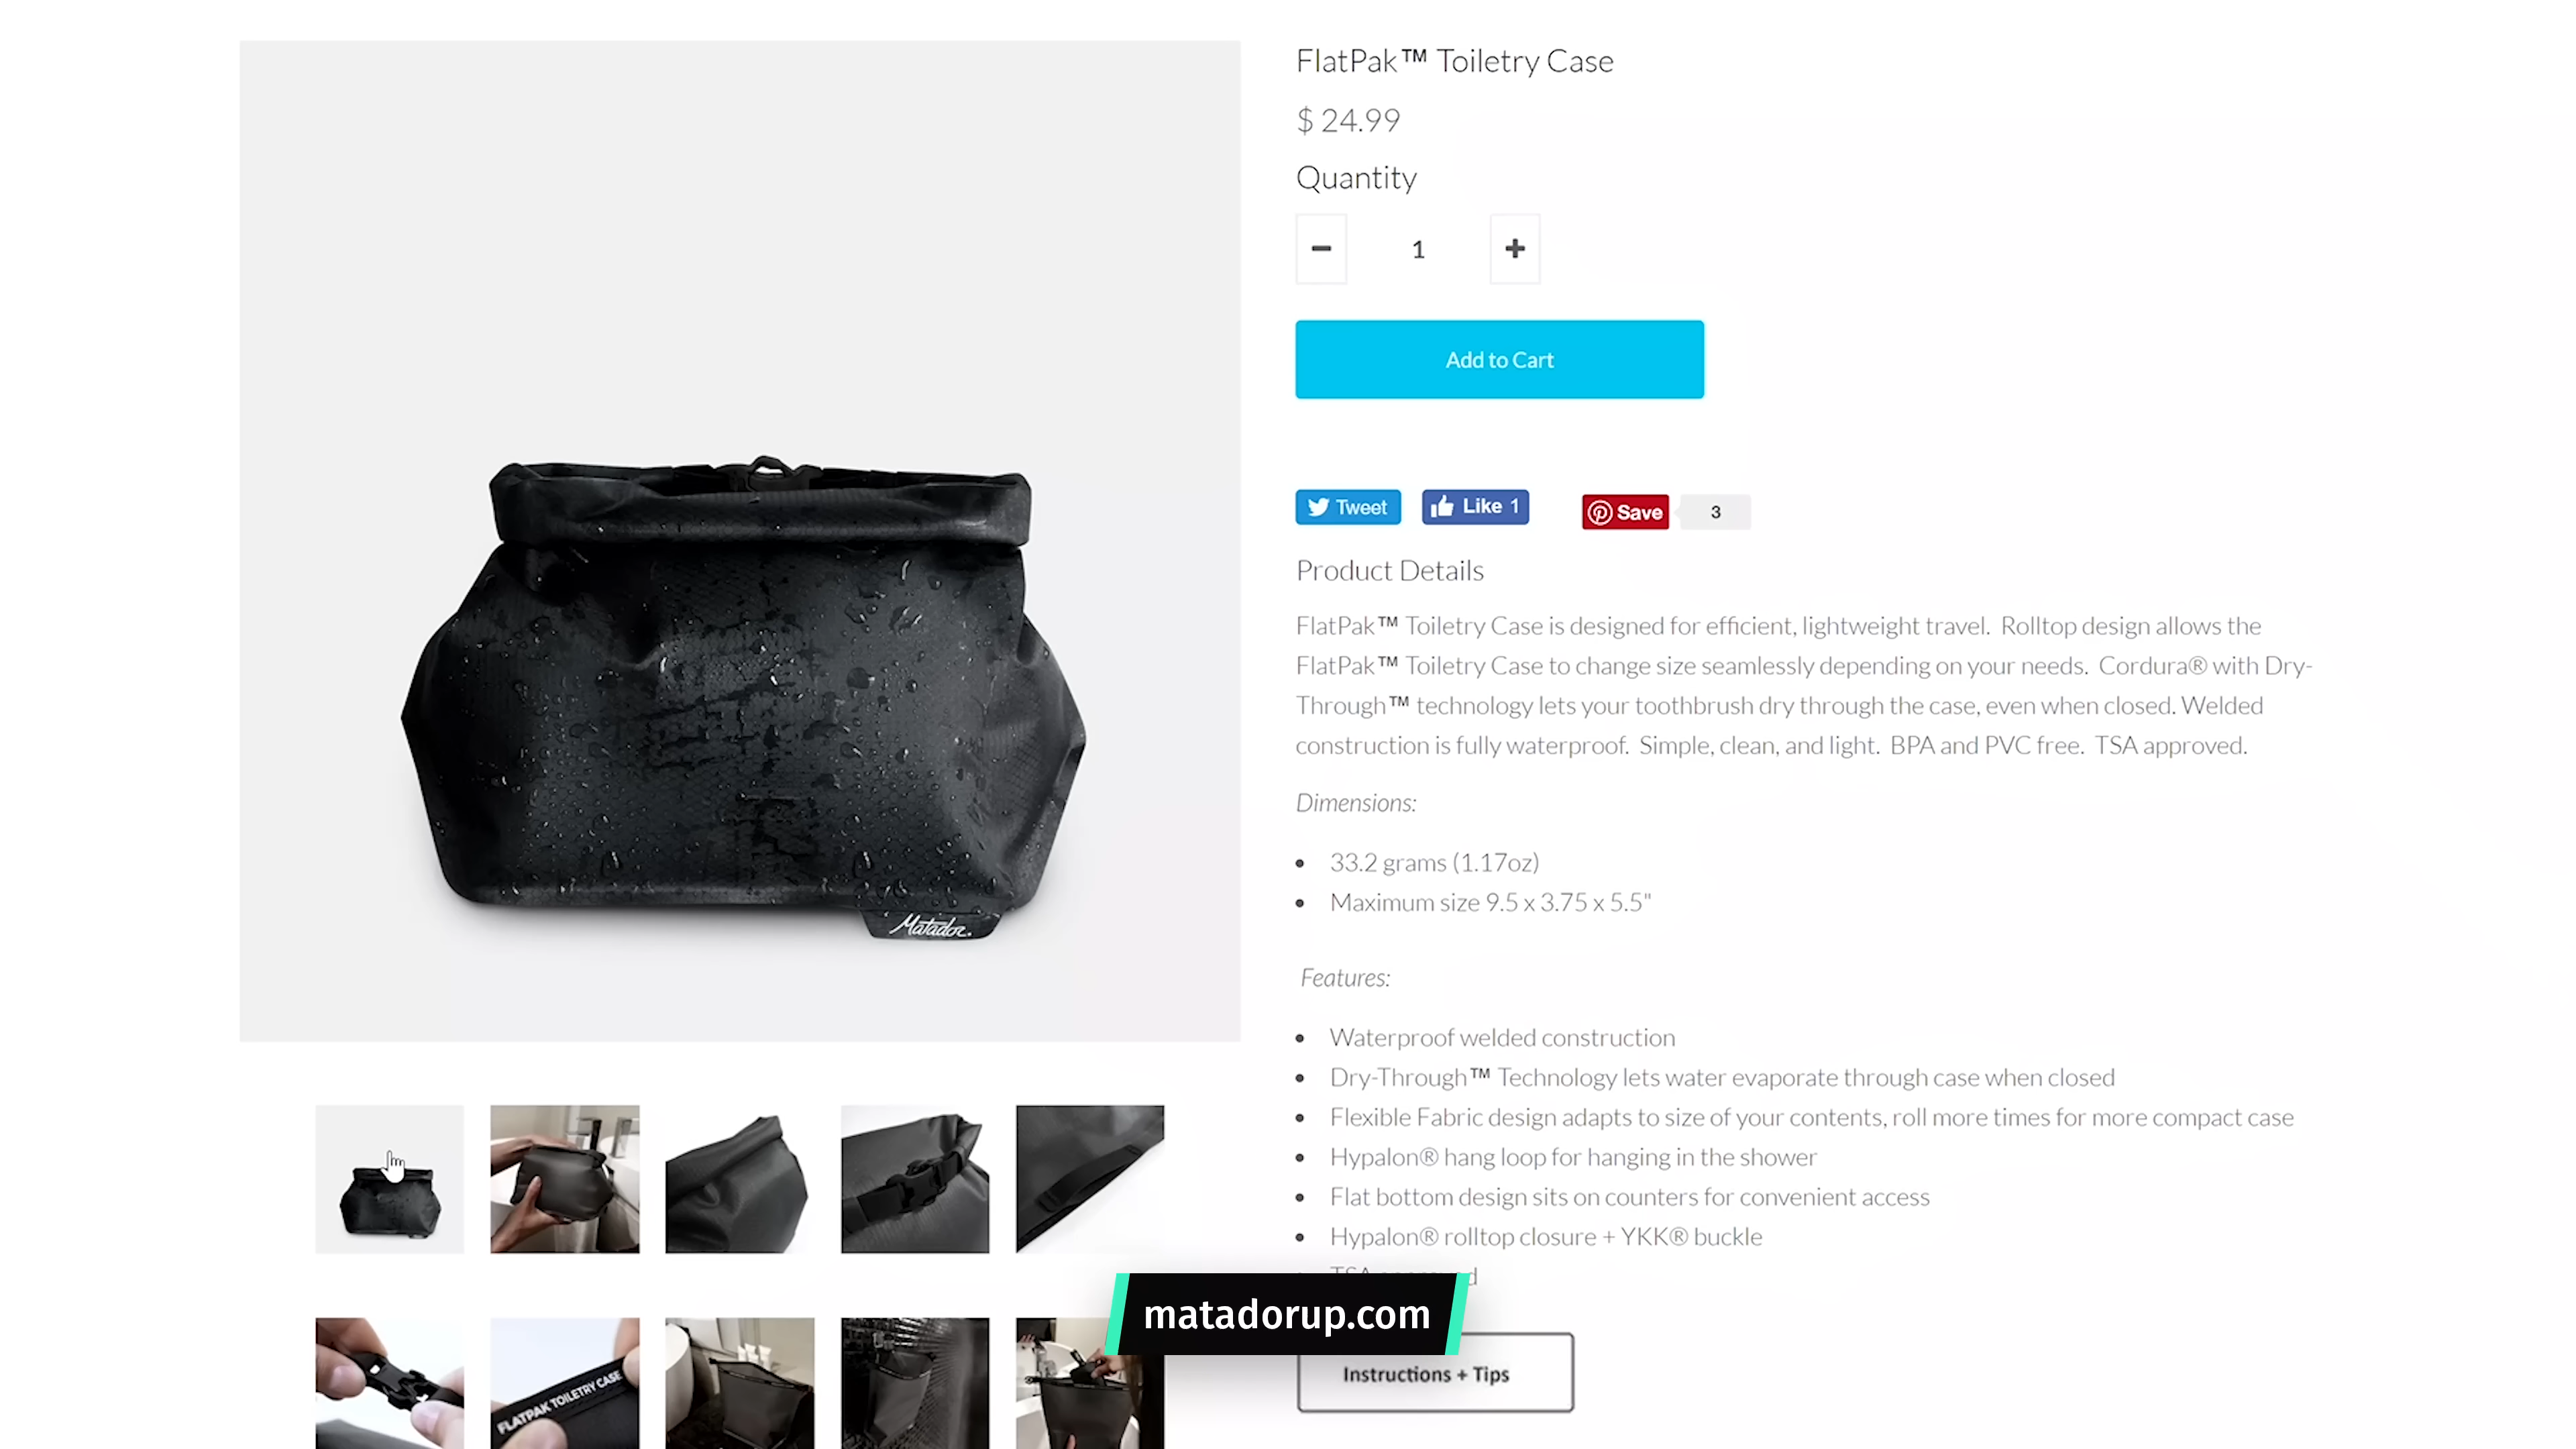 FlatPak™ Toiletry Case
$ 24.99
Quantity
1
Add to Cart
Tweet
Like 1
Save
3
Product Details
FlatPak™ Toiletry Case is designed for efficient, lightweight travel. Rolltop design allows the
FlatPak™ Toiletry Case to change size seamlessly depending on your needs. Cordura® with Dry-
Through™ technology lets your toothbrush dry through the case, even when closed. Welded
construction is fully waterproof. Simple, clean, and light. BPA and PVC free. TSA approved.
Dimensions:
33.2 grams (1.17oz)
Maximum size 9.5 x 3.75 x 5.5"
Features:
Waterproof welded construction
Dry-Through™ Technology lets water evaporate through case when closed
Flexible Fabric design adapts to size of your contents, roll more times for more compact case
Hypalon® hang loop for hanging in the shower
Flat bottom design sits on counters for convenient access
Hypalon® rolltop closure + YKK® buckle
Matador
FLATPAK TOILETRY CASE
matadorup.com
Instructions + Tips